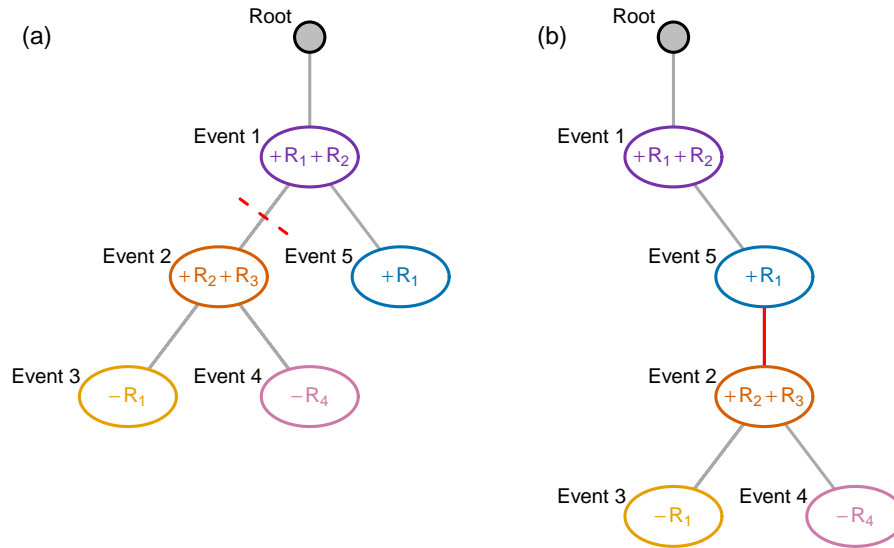 (a)
Root
Event 1
+R₁+R₂
Event 2
+R₂+R₃
Event 5
+R₁
Event 3
−R₁
Event 4
−R₄
(b)
Root
Event 1
+R₁+R₂
Event 5
+R₁
Event 2
+R₂+R₃
Event 3
−R₁
Event 4
−R₄